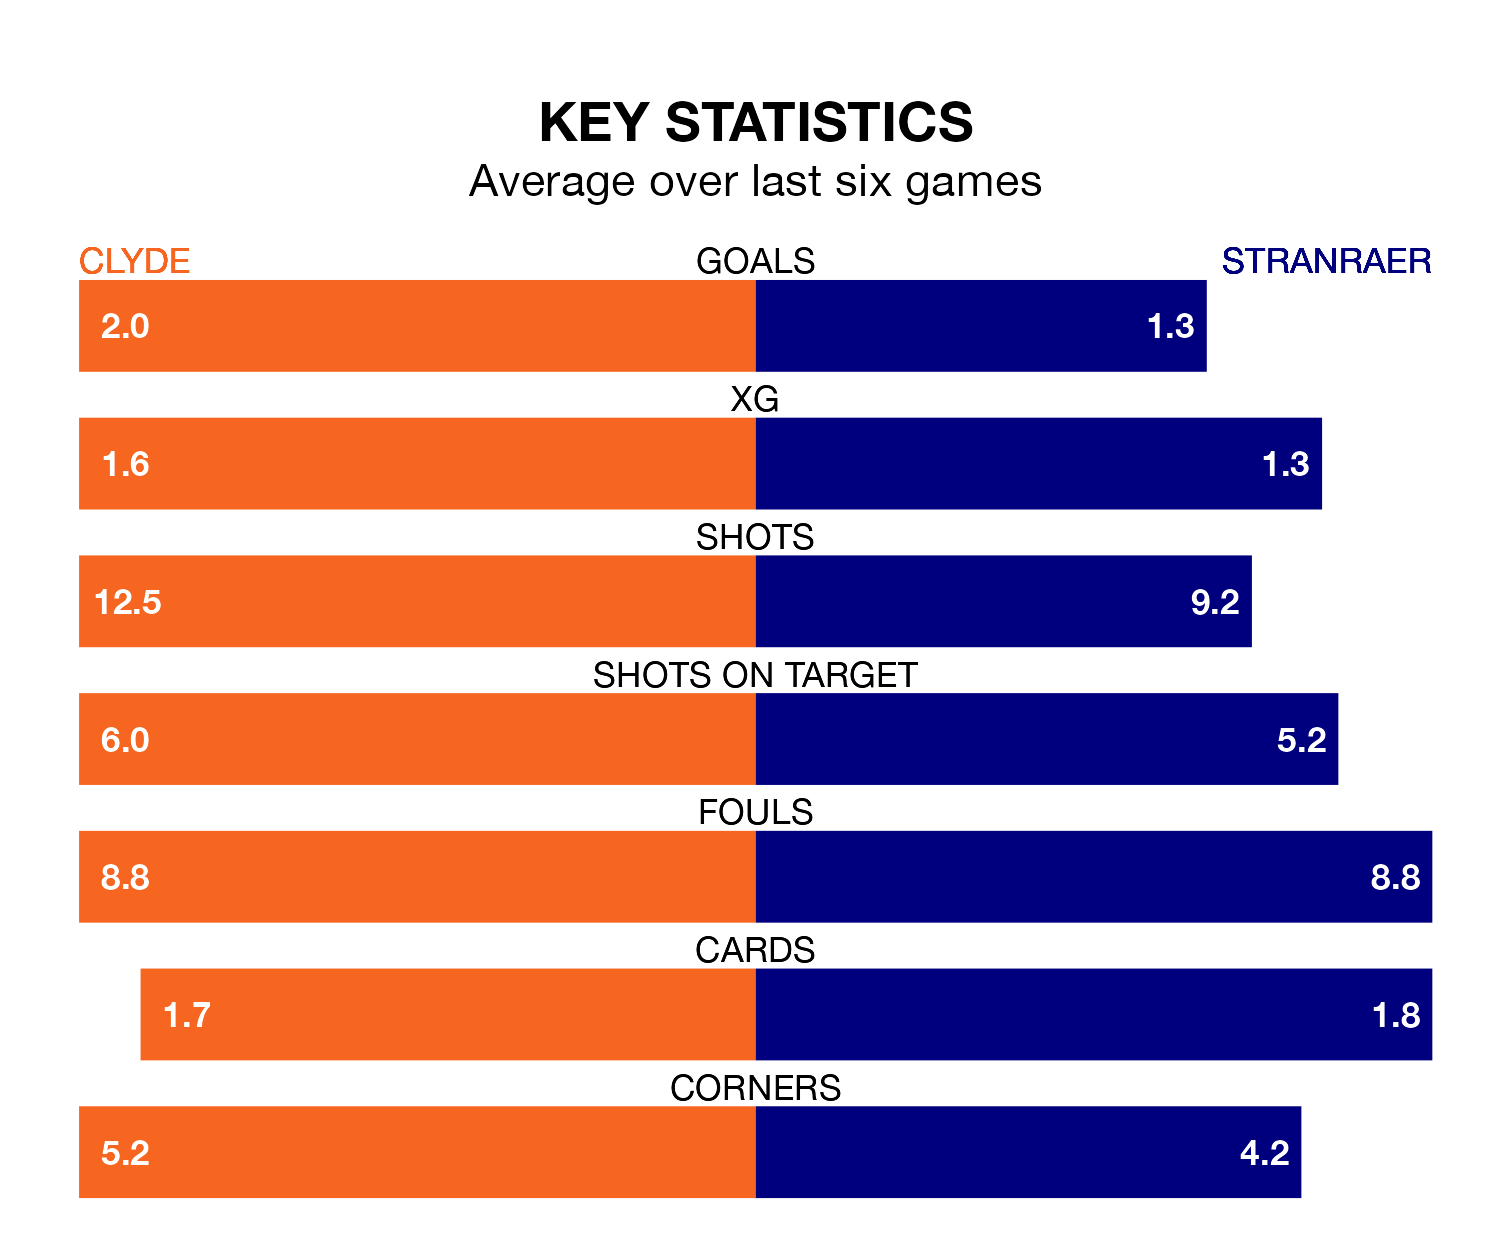 KEY STATISTICS
Average over last six games
CLYDE GOALS STRANRAER
2.0 1.3
XG
1.6 1.3
SHOTS
12.5 9.2
SHOTS ON TARGET
6.0 5.2
FOULS
8.8 8.8
CARDS
1.7 1.8
CORNERS
5.2 4.2